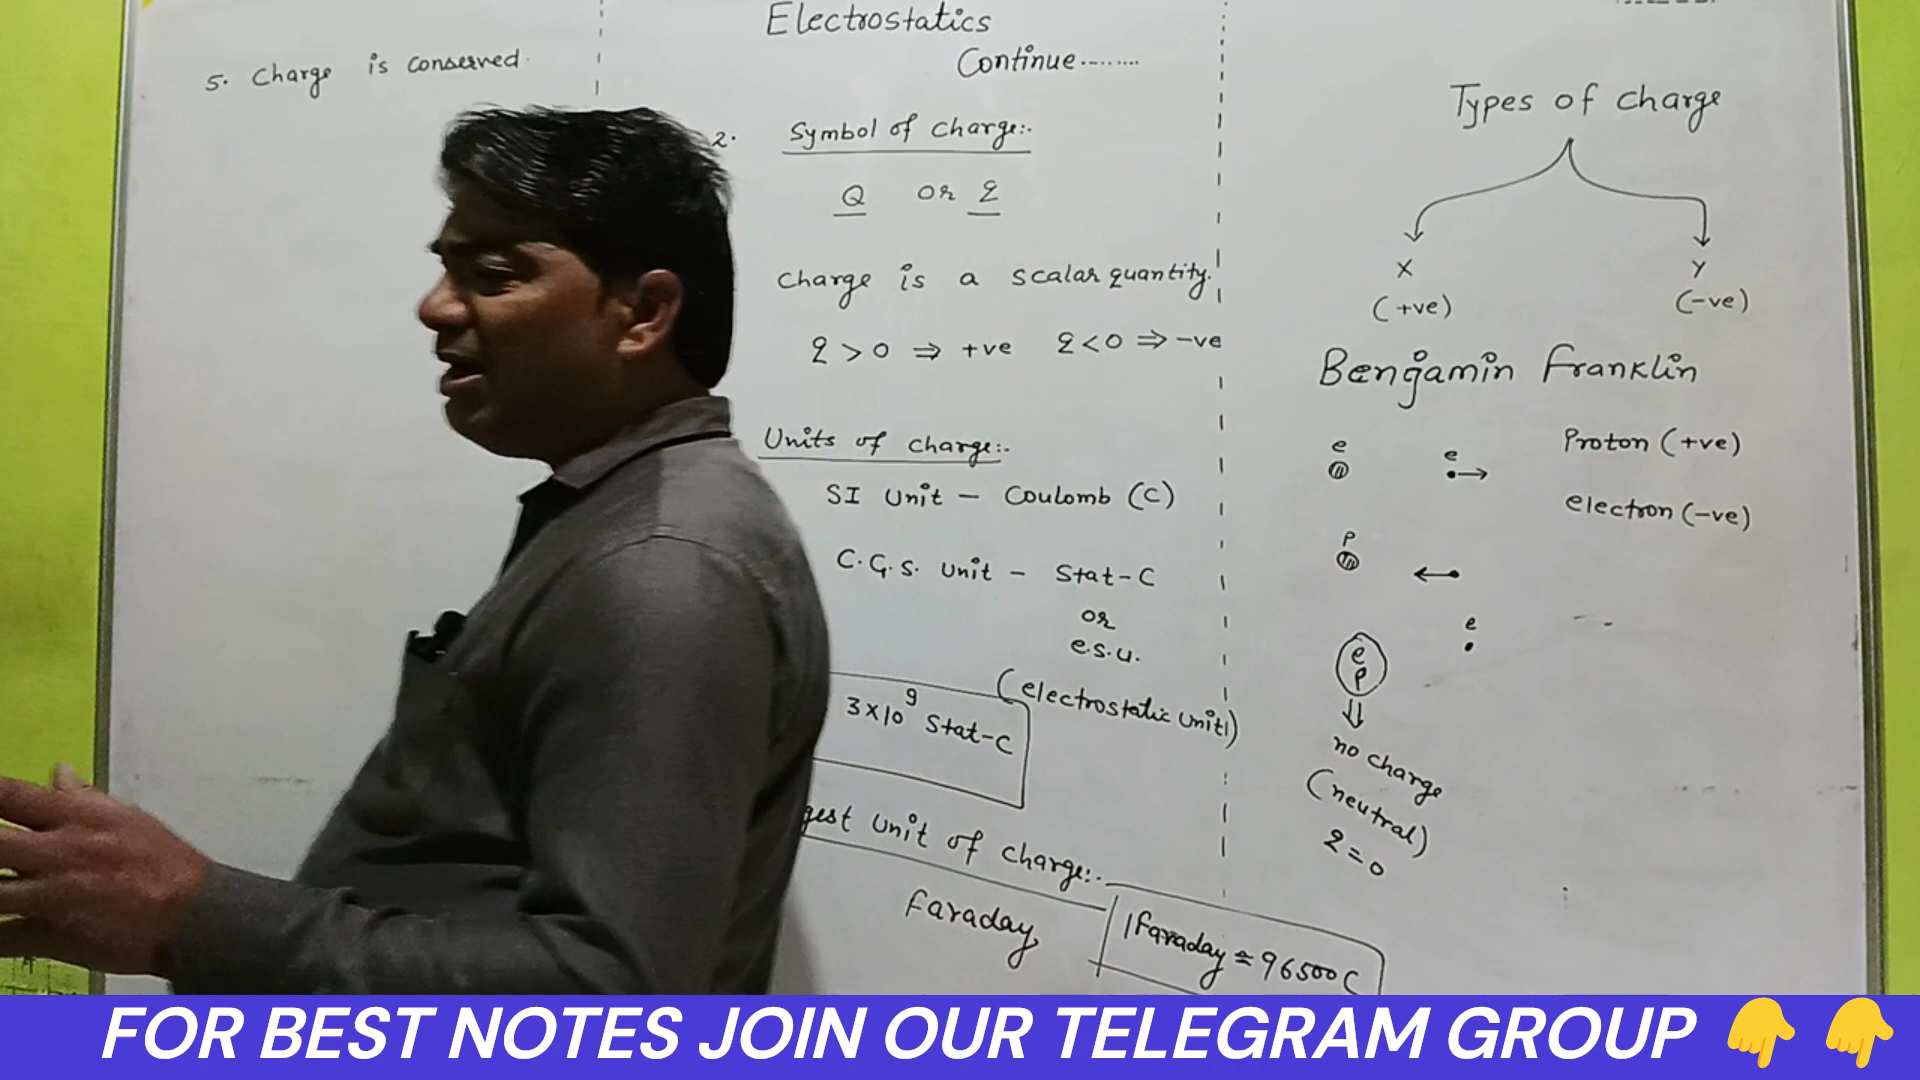 5. Charge is conserved.
Electrostatics
Continue........
2. Symbol of charge:.
Q or q
Charge is a scalar quantity.
q > 0 ⇒ +ve q < 0 ⇒ -ve
Units of charge:.
SI Unit - Coulomb (C)
C.G.S. Unit - Stat-C
or
e.s.u.
(electrostatic unit)
3×10⁹ Stat-C
gest unit of charge:.
Faraday
1 Faraday ≃ 96500 C
Types of charge
X Y
(+ve) (-ve)
Bengamin Franklin
e e Proton (+ve)
electron (-ve)
P
e
e
P
⇓
no charge
(neutral)
q = 0
FOR BEST NOTES JOIN OUR TELEGRAM GROUP 👇 👇